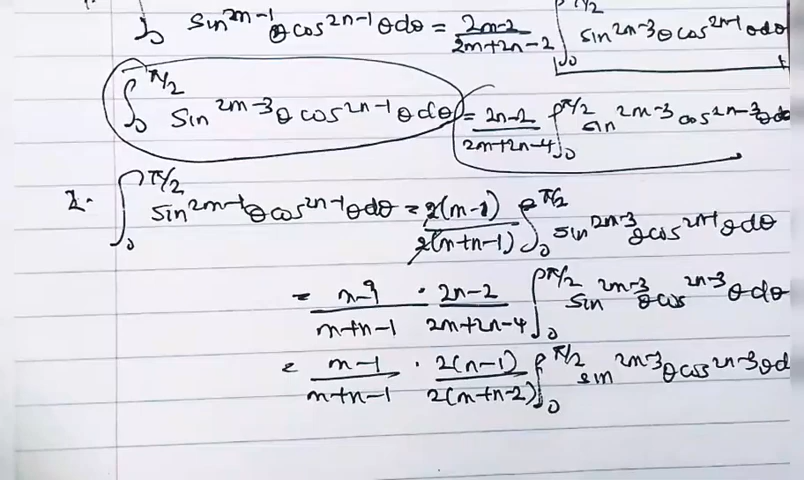 ∫₀ sin^2m-1 θ cos^2n-1 θ dθ = 2m-2/2m+2n-2 ∫₀^π/2 sin^2m-3 θ cos^2n-1 θ dθ
∫₀^π/2 sin^2m-3 θ cos^2n-1 θ dθ = 2n-2/2m+2n-4 ∫₀^π/2 sin^2m-3 cos^2n-3 θ dθ
2. ∫₀^π/2 sin^2m-1 θ cos^2n-1 θ dθ = 2(m-1)/2(m+n-1) ∫₀^π/2 sin^2m-3 θ cos^2n-1 θ dθ
= m-1/m+n-1 · 2n-2/2m+2n-4 ∫₀^π/2 sin^2m-3 θ cos^2n-3 θ dθ
= m-1/m+n-1 · 2(n-1)/2(m+n-2) ∫₀^π/2 sin^2m-3 θ cos^2n-3 θ d